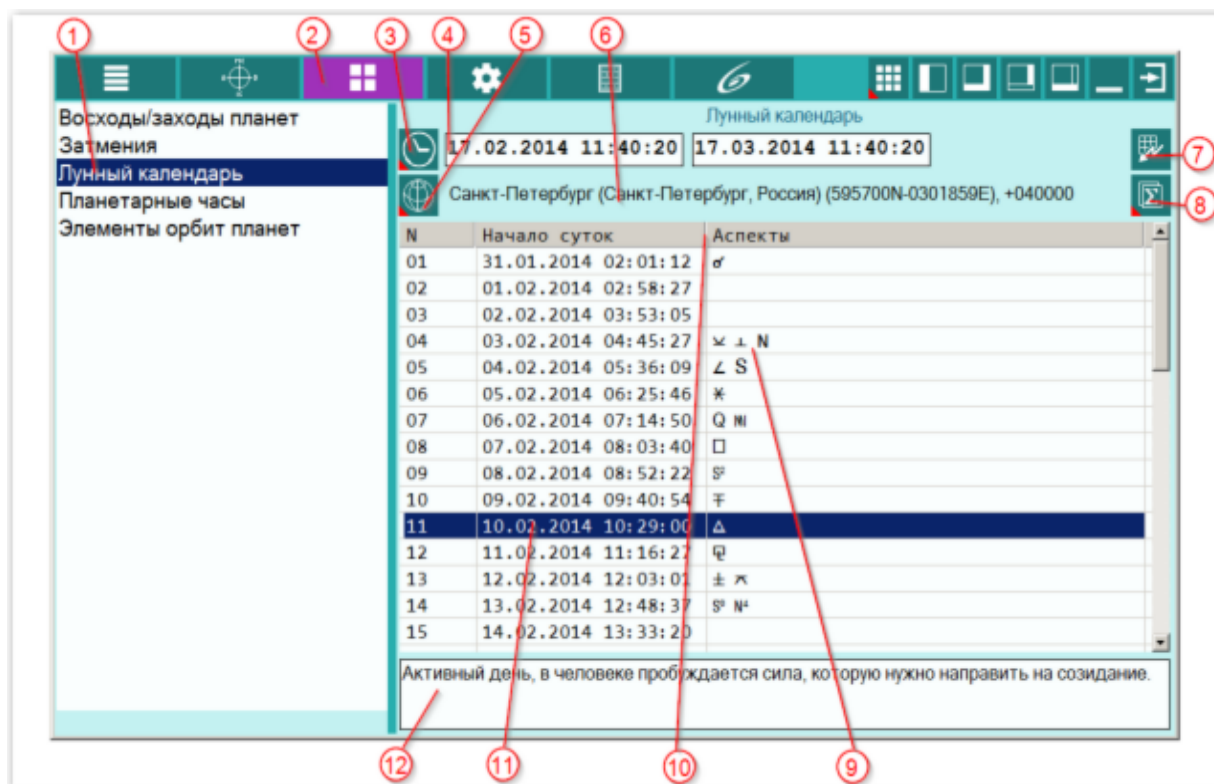 1 2 3 4 5 6
Восходы/заходы планет
Затмения
Лунный календарь
Планетарные часы
Элементы орбит планет
Лунный календарь
17.02.2014 11:40:20 17.03.2014 11:40:20
7
Санкт-Петербург (Санкт-Петербург, Россия) (595700N-0301859E), +040000
8
N Начало суток Аспекты
01 31.01.2014 02:01:12 ☌
02 01.02.2014 02:58:27
03 02.02.2014 03:53:05
04 03.02.2014 04:45:27 ⚺ ⊥ N
05 04.02.2014 05:36:09 ∠ S
06 05.02.2014 06:25:46 ⚹
07 06.02.2014 07:14:50 Q
08 07.02.2014 08:03:40 □
09 08.02.2014 08:52:22 S²
10 09.02.2014 09:40:54
11 10.02.2014 10:29:00 △
12 11.02.2014 11:16:27 ⚼
13 12.02.2014 12:03:01 ± ⚻
14 13.02.2014 12:48:37 S³ N⁴
15 14.02.2014 13:33:20
Активный день, в человеке пробуждается сила, которую нужно направить на созидание.
12 11 10 9